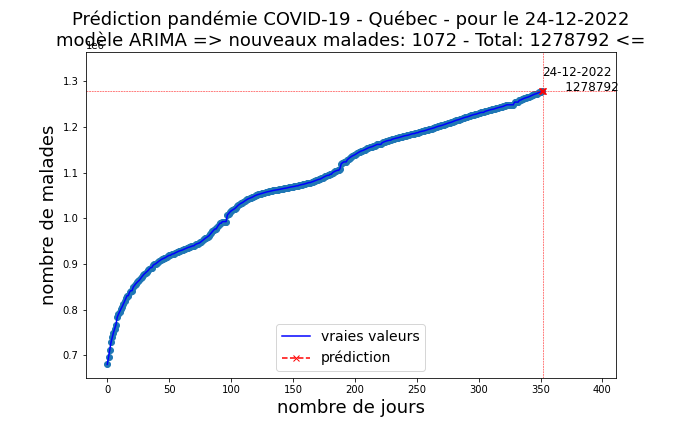 Prédiction pandémie COVID-19 - Québec - pour le 24-12-2022
modèle ARIMA => nouveaux malades: 1072 - Total: 1278792 <=
1e6
24-12-2022
1278792
1.3
1.2
1.1
1.0
0.9
0.8
0.7
nombre de malades
vraies valeurs
prédiction
0 50 100 150 200 250 300 350 400
nombre de jours